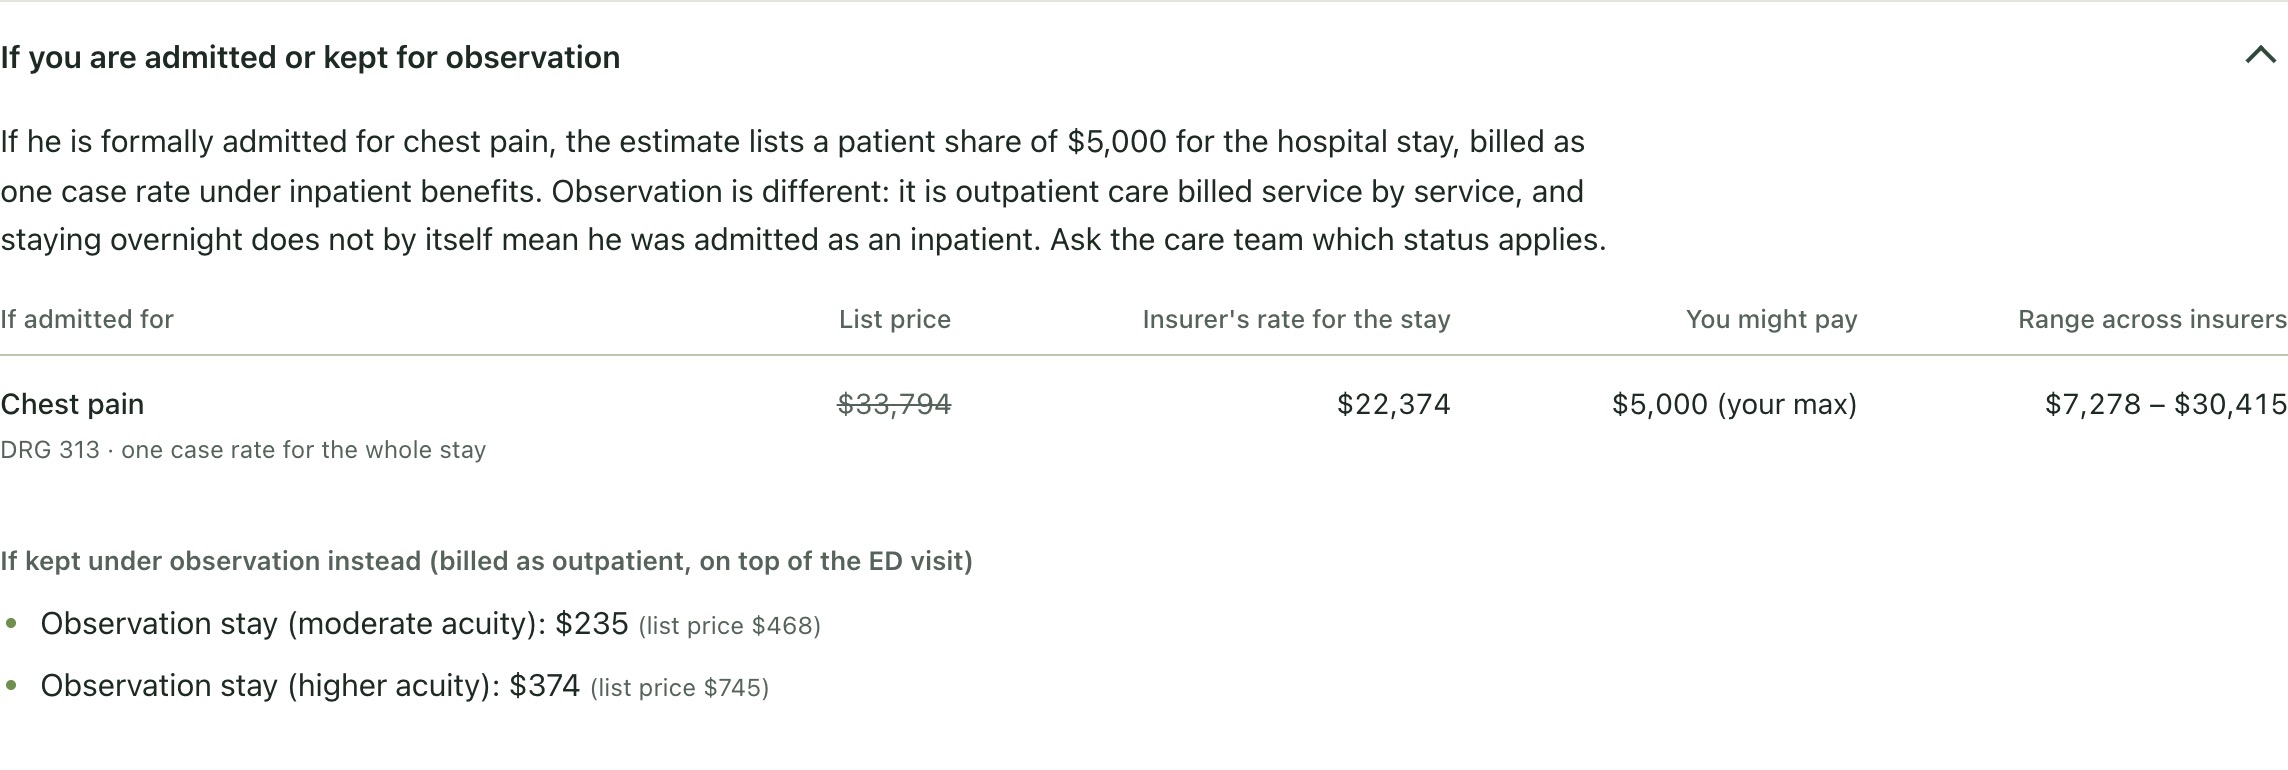 If you are admitted or kept for observation
If he is formally admitted for chest pain, the estimate lists a patient share of $5,000 for the hospital stay, billed as
one case rate under inpatient benefits. Observation is different: it is outpatient care billed service by service, and
staying overnight does not by itself mean he was admitted as an inpatient. Ask the care team which status applies.
If admitted for List price Insurer's rate for the stay You might pay Range across insurers
Chest pain $33,794 $22,374 $5,000 (your max) $7,278 – $30,415
DRG 313 · one case rate for the whole stay
If kept under observation instead (billed as outpatient, on top of the ED visit)
• Observation stay (moderate acuity): $235 (list price $468)
• Observation stay (higher acuity): $374 (list price $745)